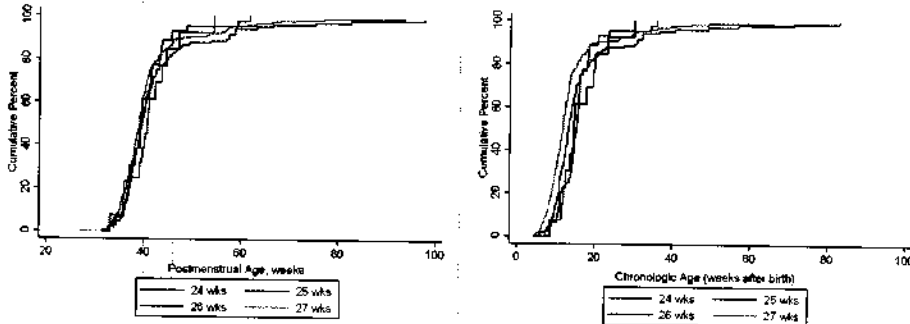 100
80
60
40
20
0
Cumulative Percent
20 40 60 80 100
Postmenstrual Age, weeks
24 wks 25 wks
26 wks 27 wks
100
80
60
40
20
0
Cumulative Percent
0 20 40 60 80 100
Chronologic Age (weeks after birth)
24 wks 25 wks
26 wks 27 wks